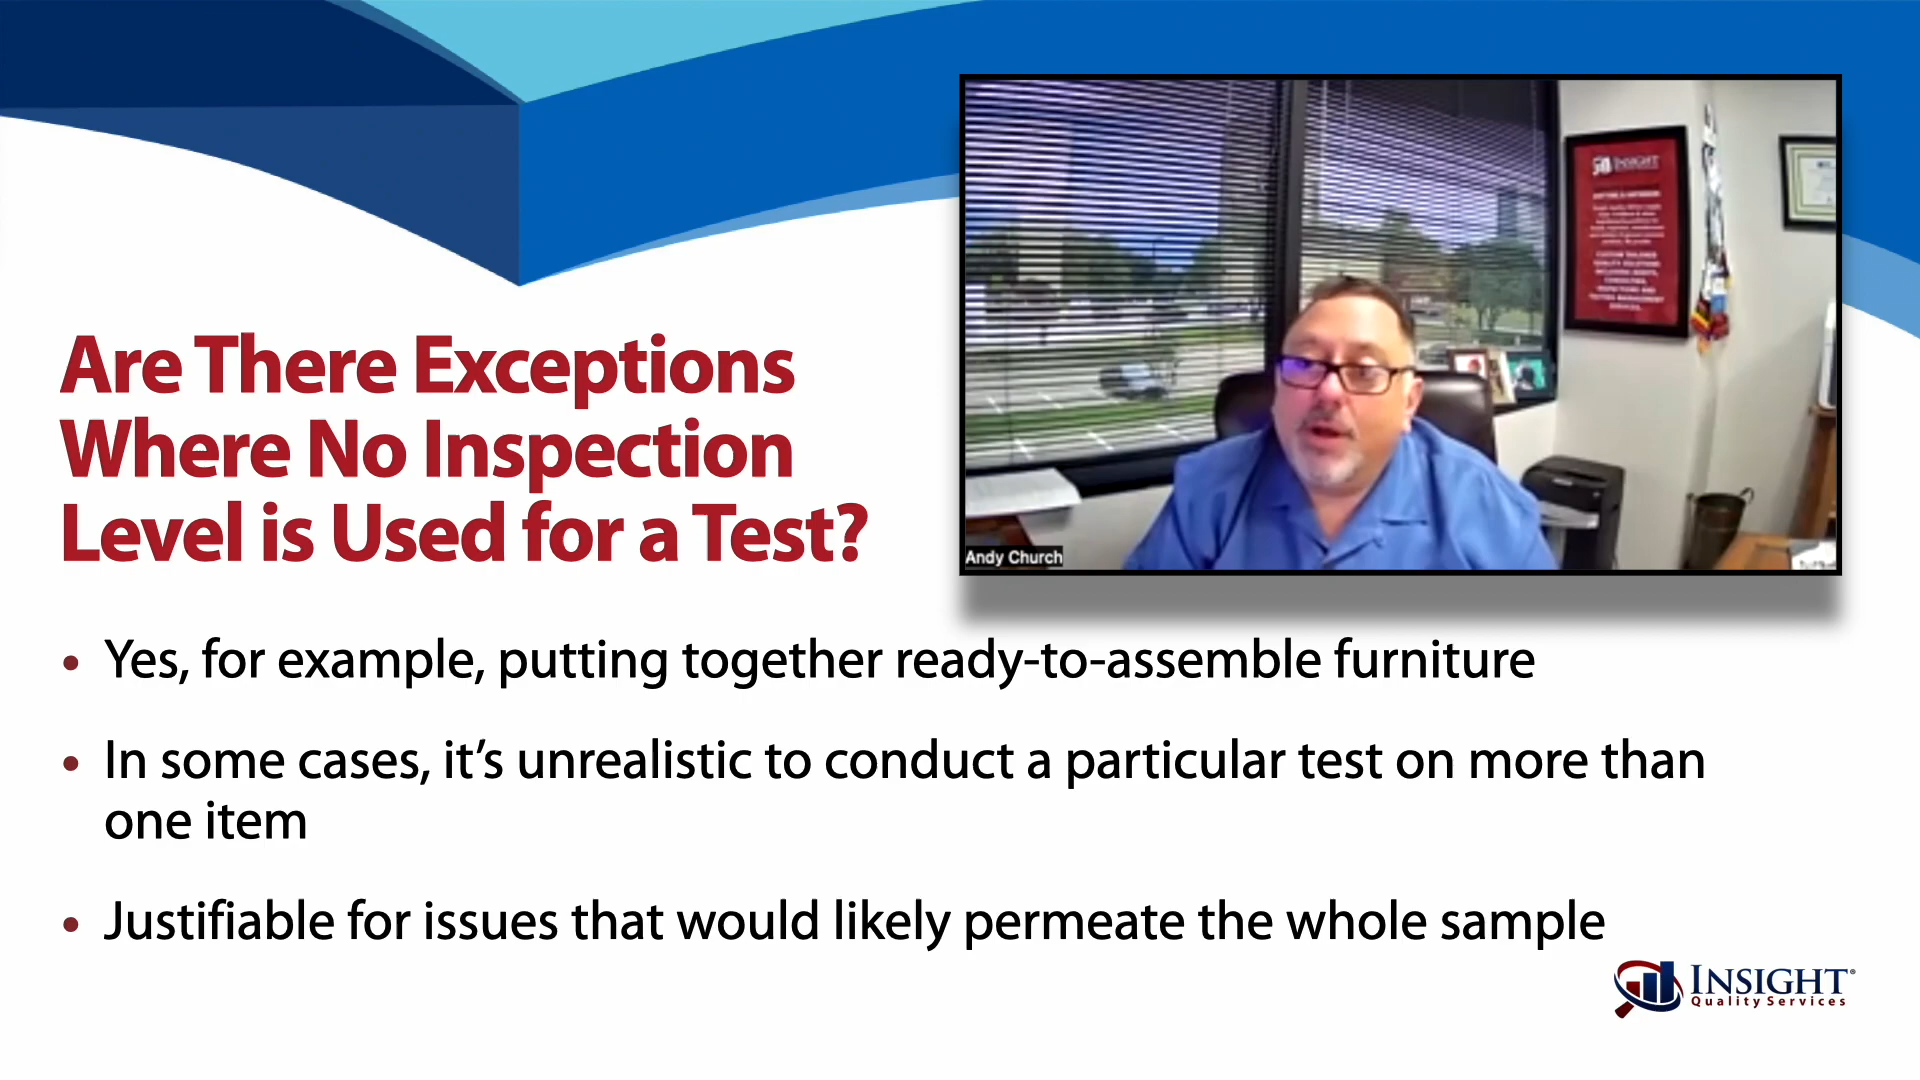 Are There Exceptions
Where No Inspection
Level is Used for a Test?
INSIGHT
Andy Church
• Yes, for example, putting together ready-to-assemble furniture
• In some cases, it’s unrealistic to conduct a particular test on more than
one item
• Justifiable for issues that would likely permeate the whole sample
INSIGHT®
Quality Services